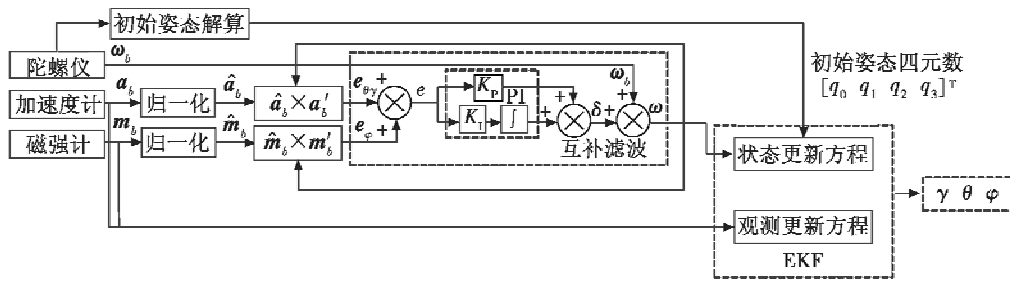 初始姿态解算
陀螺仪
ω_b
加速度计
a_b
归一化
â_b
â_b×a′_b
磁强计
m_b
归一化
m̂_b
m̂_b×m′_b
e_θγ
+
e_φ
+
e
K_P
PI
K_I
∫
+
+
δ
+
ω_b
+
ω
互补滤波
初始姿态四元数
[q_0 q_1 q_2 q_3]^T
状态更新方程
观测更新方程
EKF
γ θ φ